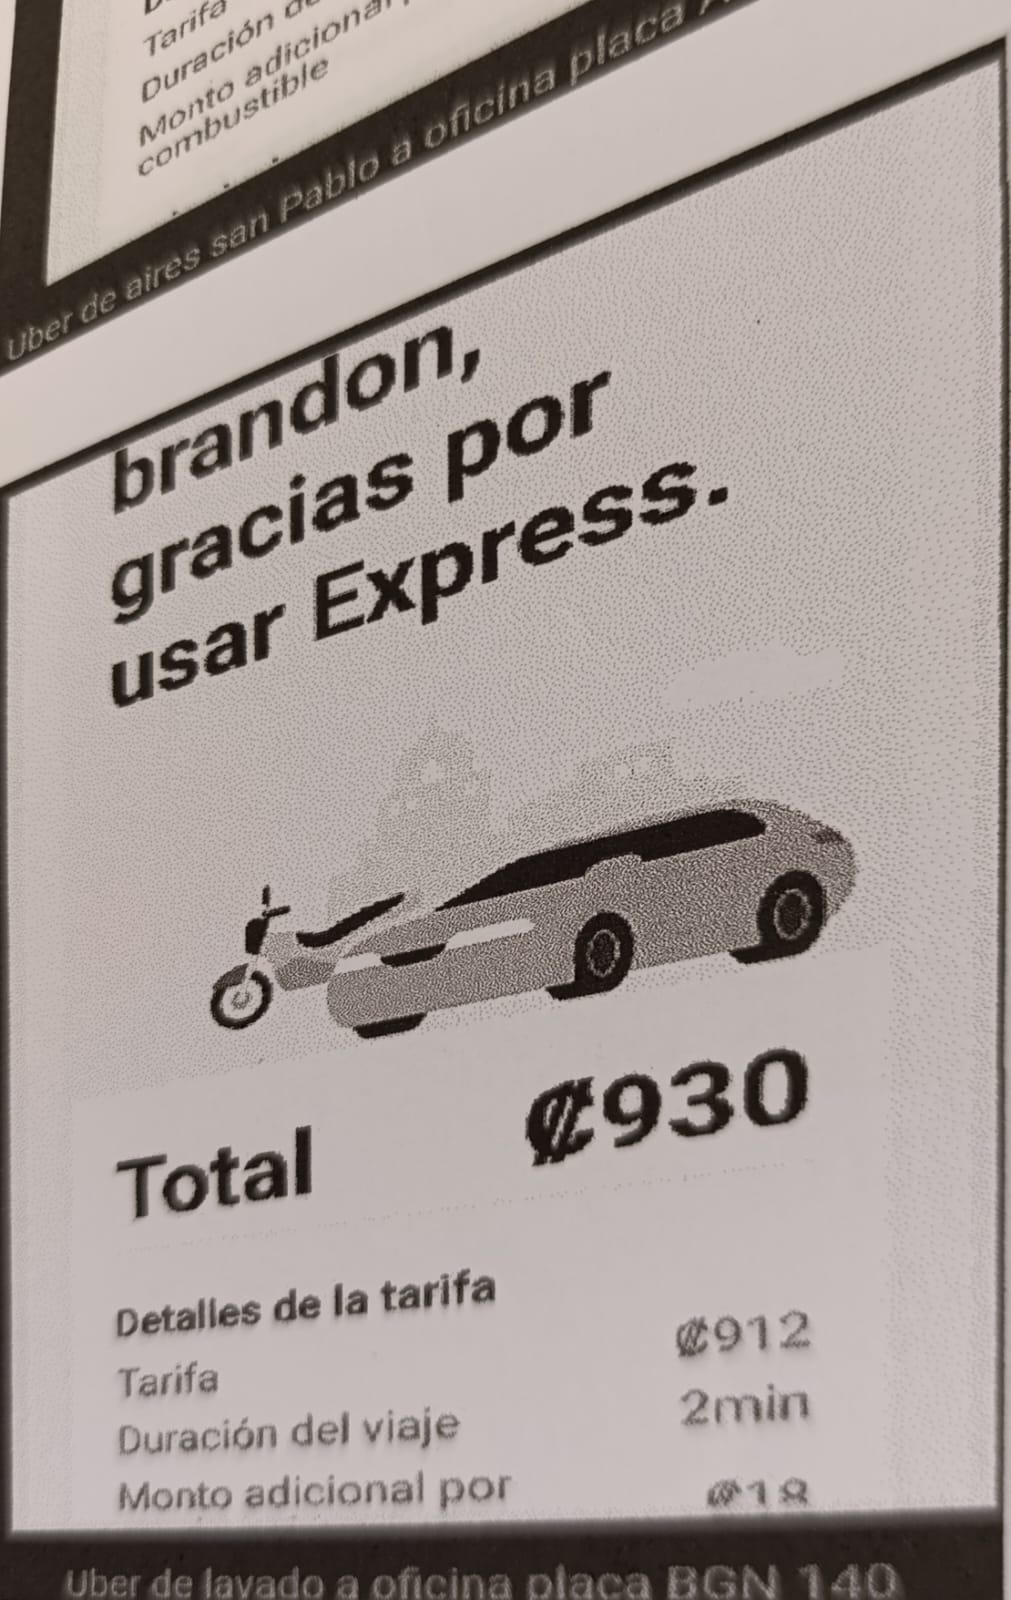 Tarifa
Duración de
Monto adicional
combustible
Uber de aires san Pablo a oficina placa
brandon,
gracias por
usar Express.
Total ₡930
Detalles de la tarifa
Tarifa ₡912
Duración del viaje 2min
Monto adicional por ₡18
Uber de lavado a oficina placa BGN 140